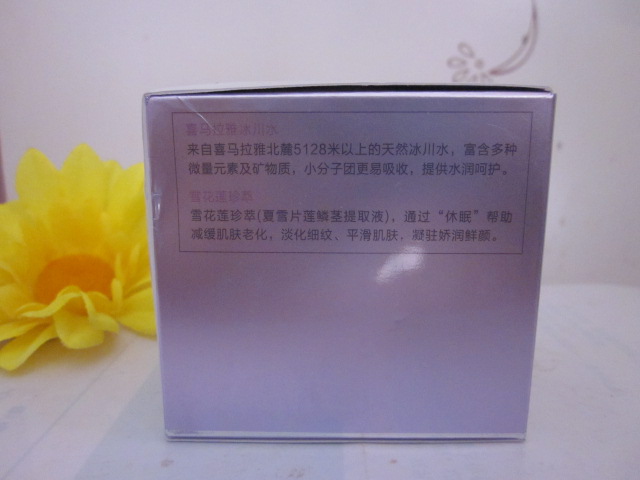 喜马拉雅冰川水
来自喜马拉雅北麓5128米以上的天然冰川水，富含多种
微量元素及矿物质，小分子团更易吸收，提供水润呵护。
雪花莲珍萃
雪花莲珍萃(夏雪片莲鳞茎提取液)，通过“休眠”帮助
减缓肌肤老化，淡化细纹、平滑肌肤，凝驻娇润鲜颜。